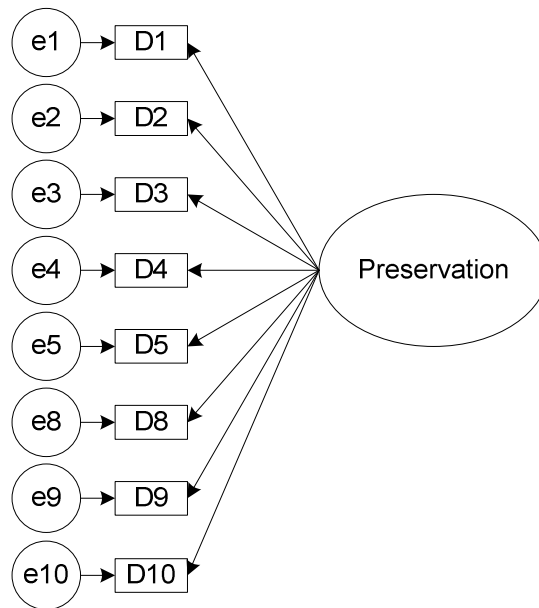 e1 D1
e2 D2
e3 D3
e4 D4
Preservation
e5 D5
e8 D8
e9 D9
e10 D10